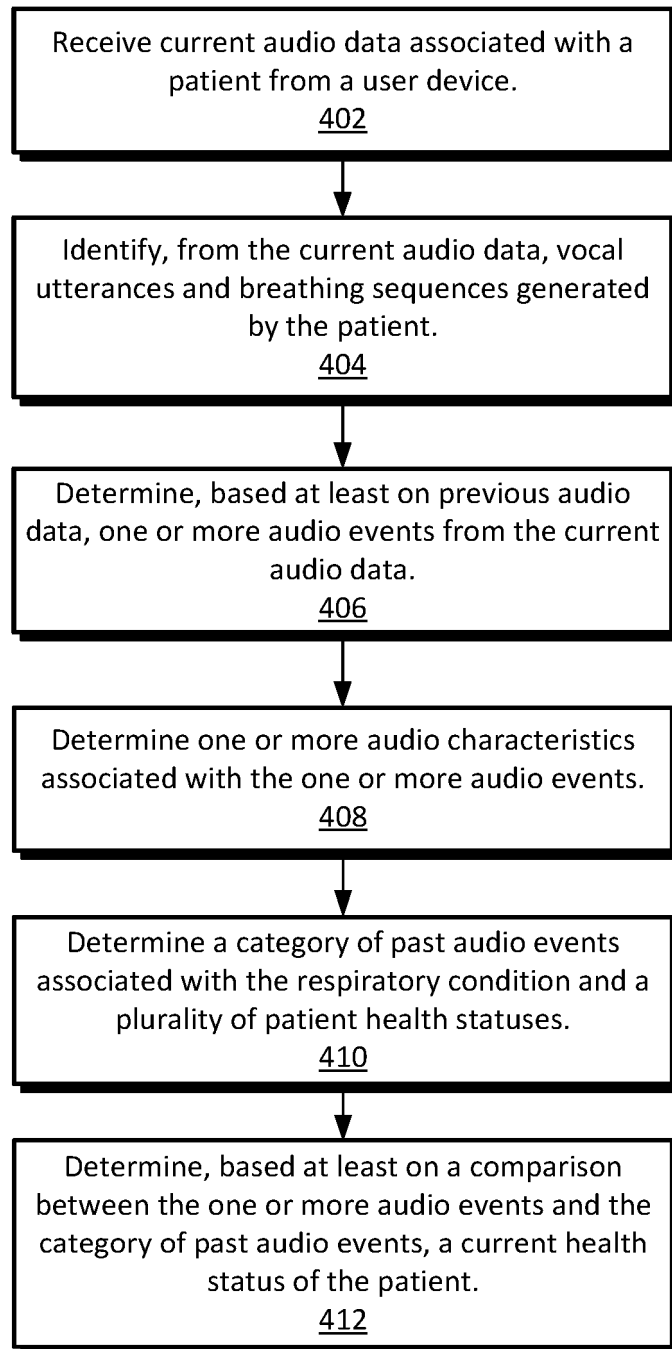 Receive current audio data associated with a
patient from a user device.
402
Identify, from the current audio data, vocal
utterances and breathing sequences generated
by the patient.
404
Determine, based at least on previous audio
data, one or more audio events from the current
audio data.
406
Determine one or more audio characteristics
associated with the one or more audio events.
408
Determine a category of past audio events
associated with the respiratory condition and a
plurality of patient health statuses.
410
Determine, based at least on a comparison
between the one or more audio events and the
category of past audio events, a current health
status of the patient.
412